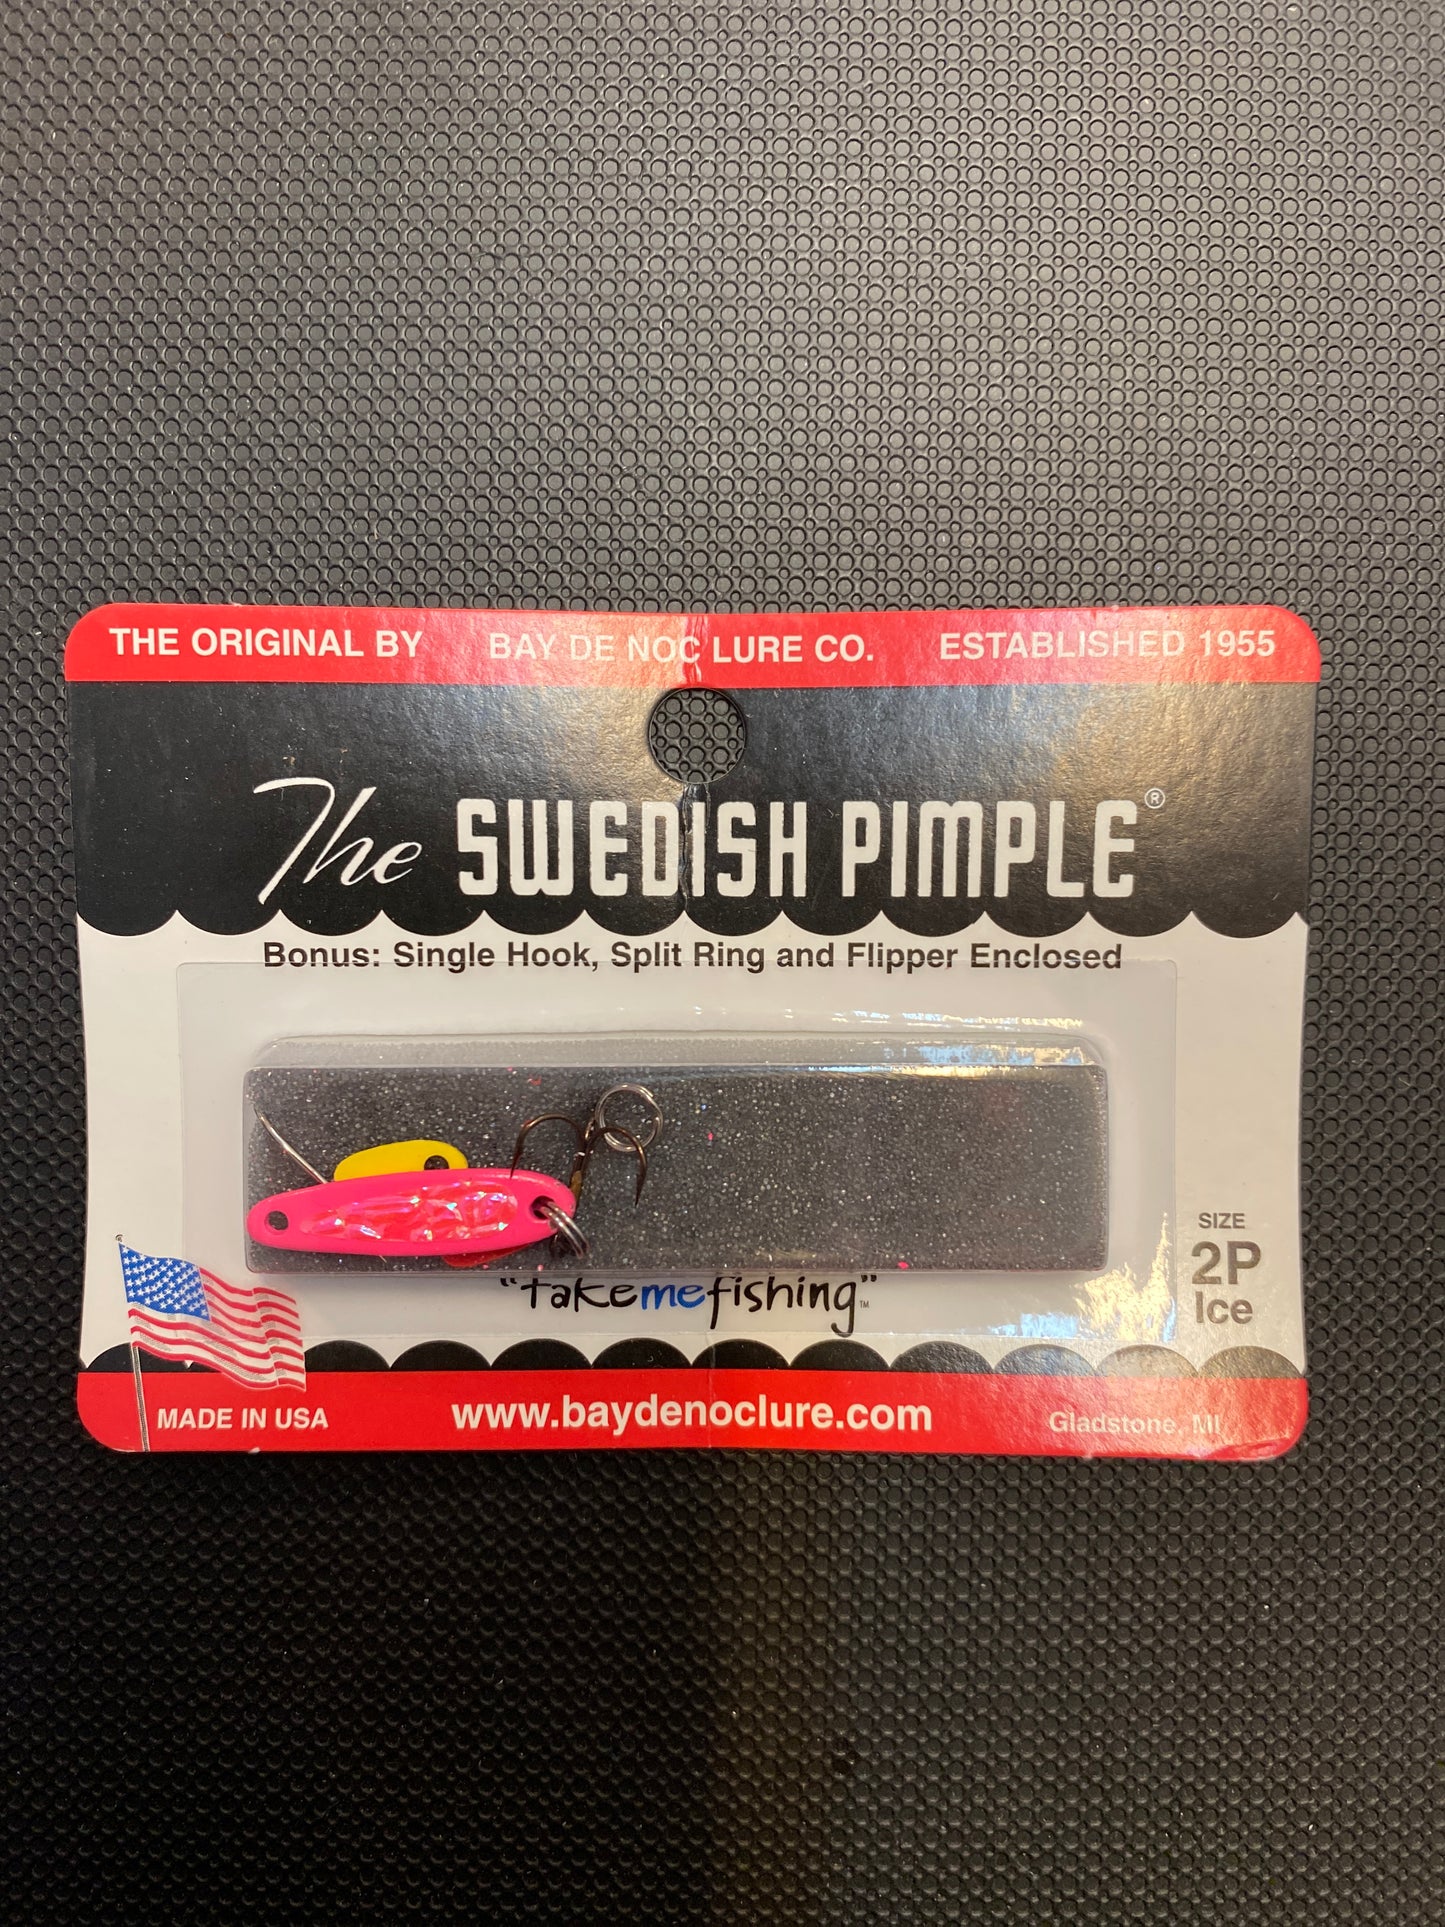 THE ORIGINAL BY BAY DE NOC LURE CO. ESTABLISHED 1955
The SWEDISH PIMPLE®
Bonus: Single Hook, Split Ring and Flipper Enclosed
SIZE
2P
Ice
"takemefishing"™
MADE IN USA
www.baydenoclure.com
Gladstone, MI